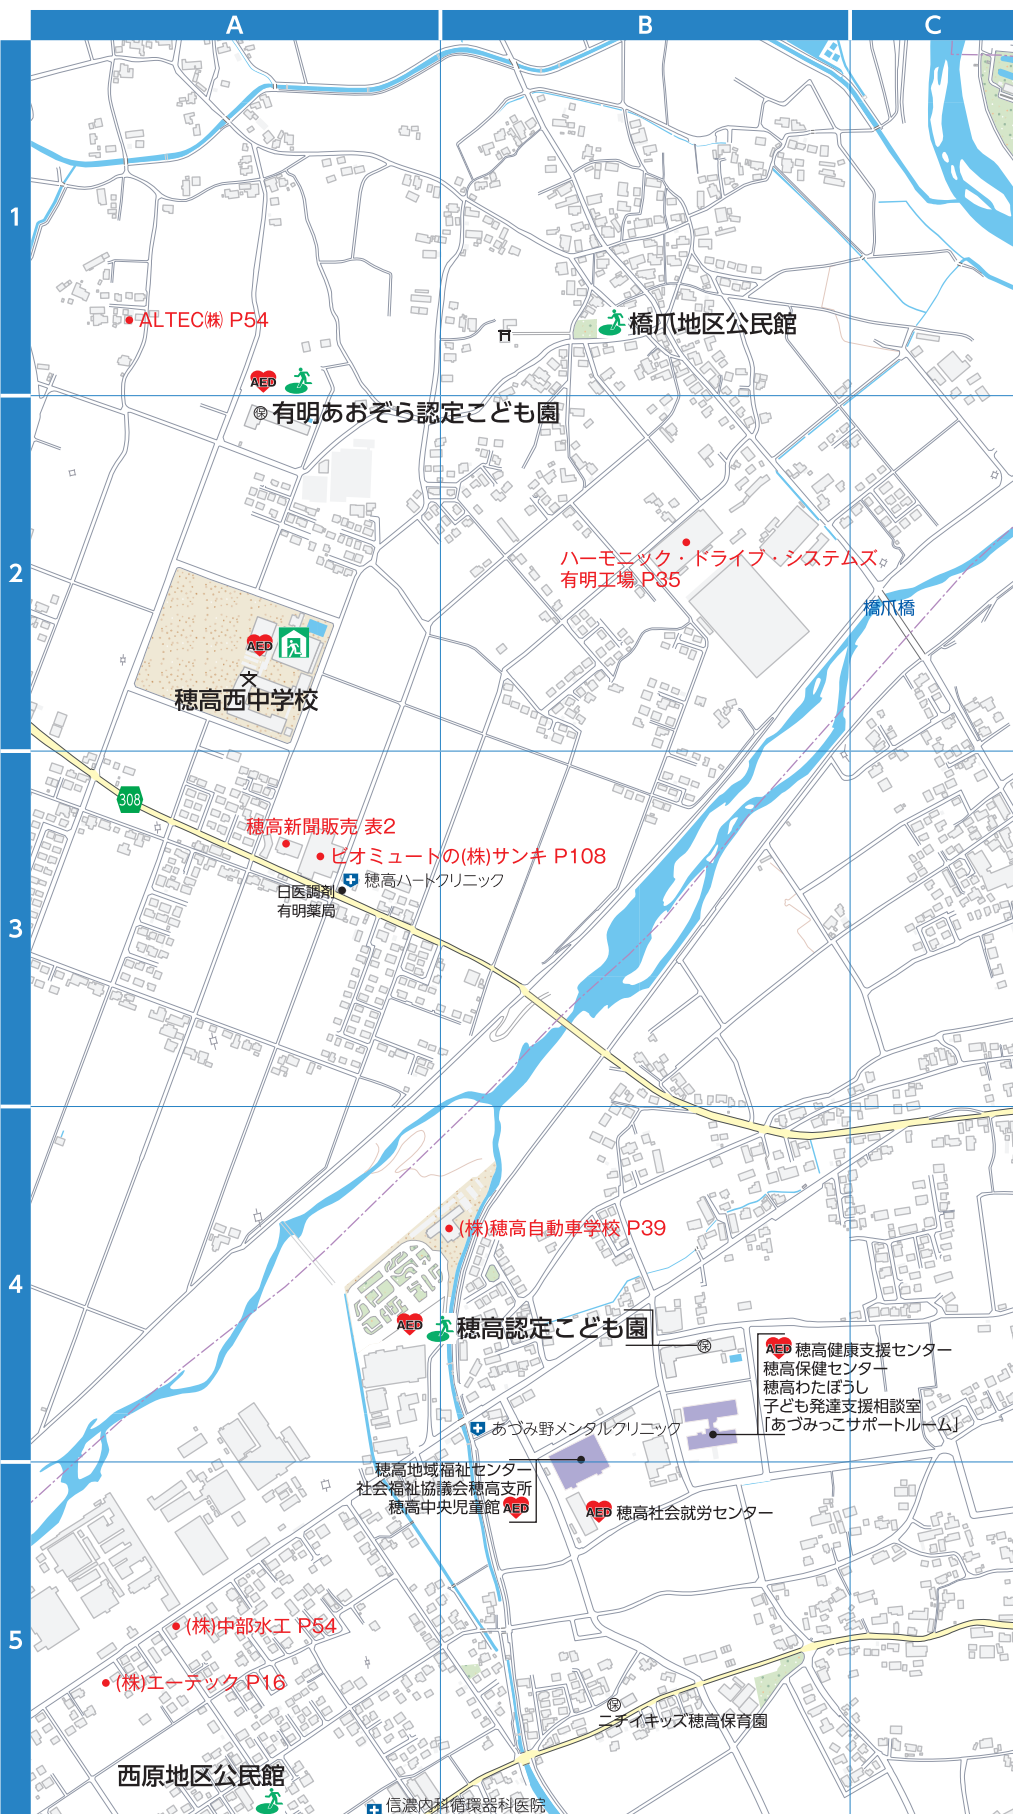 A
B
C
1
ALTEC㈱ P54
橋爪地区公民館
AED
㋭有明あおぞら認定こども園
2
ハーモニック・ドライブ・システムズ
有明工場 P35
橋爪橋
AED
文
穂高西中学校
308
穂高新聞販売 表2
ビオミュートの(株)サンキ P108
穂高ハートクリニック
日医調剤
有明薬局
3
(株)穂高自動車学校 P39
4
AED
穂高認定こども園
保
AED 穂高健康支援センター
穂高保健センター
穂高わたぼうし
子ども発達支援相談室
「あづみっこサポートルーム」
あづみ野メンタルクリニック
穂高地域福祉センター
社会福祉協議会穂高支所
穂高中央児童館 AED
AED 穂高社会就労センター
5
(株)中部水工 P54
(株)エーテック P16
保
ニチイキッズ穂高保育園
西原地区公民館
信濃内科循環器科医院